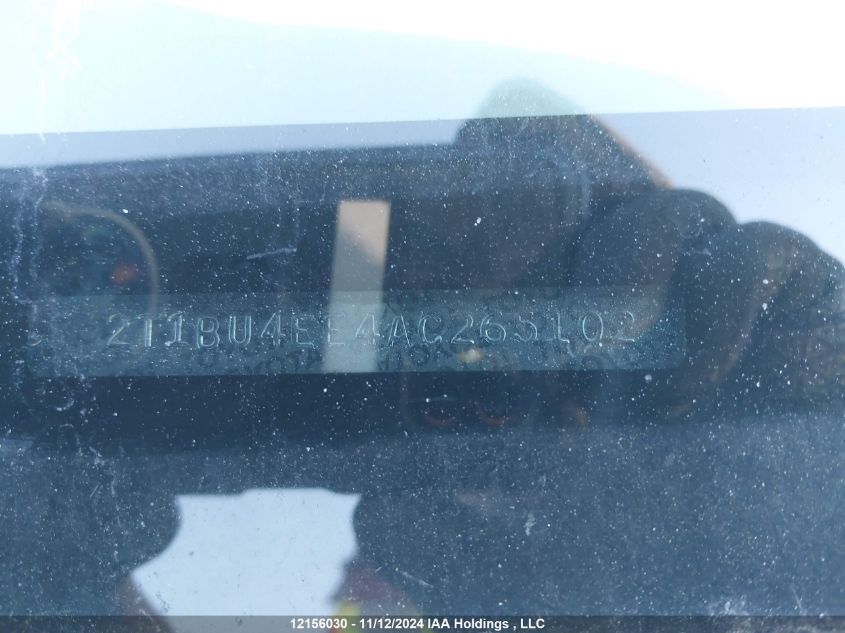 2T1BU4EE4AC265102
12156030 - 11/12/2024 IAA Holdings , LLC